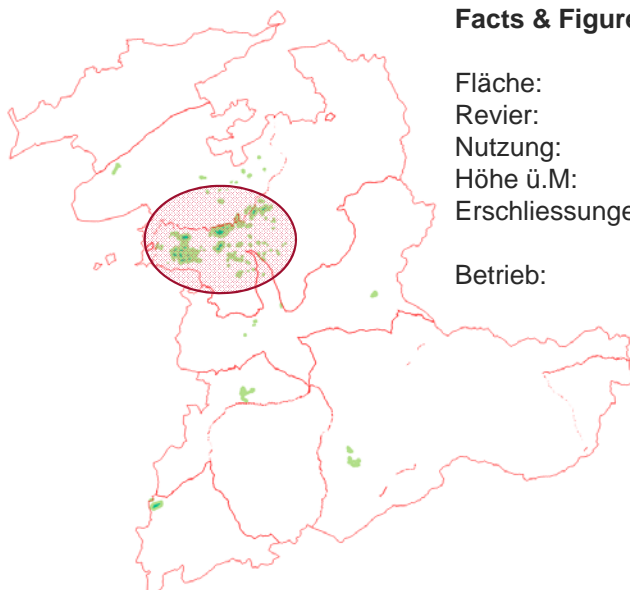 Facts & Figure
Fläche:
Revier:
Nutzung:
Höhe ü.M:
Erschliessunge
Betrieb: